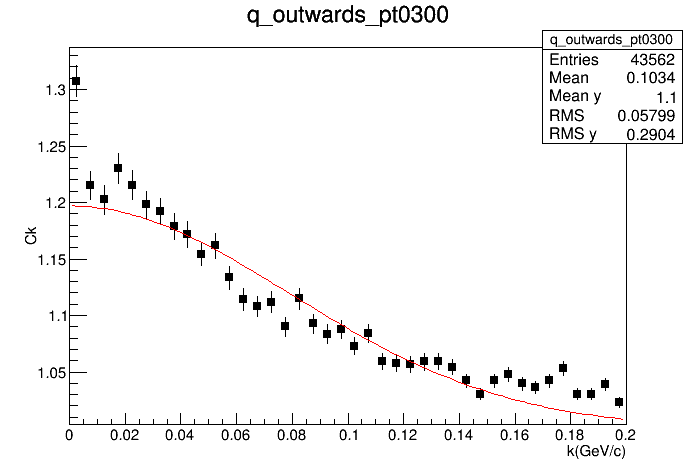 q_outwards_pt0300
q_outwards_pt0300
Entries 43562
Mean 0.1034
Mean y 1.1
RMS 0.05799
RMS y 0.2904
1.3
1.25
1.2
1.15
1.1
1.05
Ck
0 0.02 0.04 0.06 0.08 0.1 0.12 0.14 0.16 0.18 0.2
k(GeV/c)